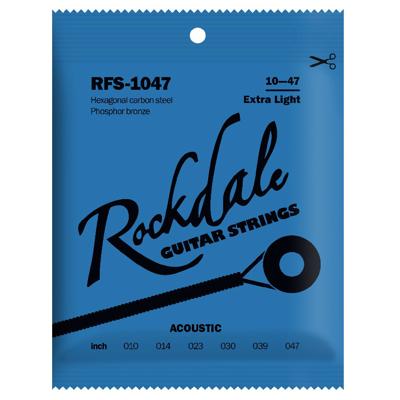 RFS-1047
Hexagonal carbon steel
Phosphor bronze
10—47
Extra Light
Rockdale
GUITAR STRINGS
ACOUSTIC
inch 010 014 023 030 039 047